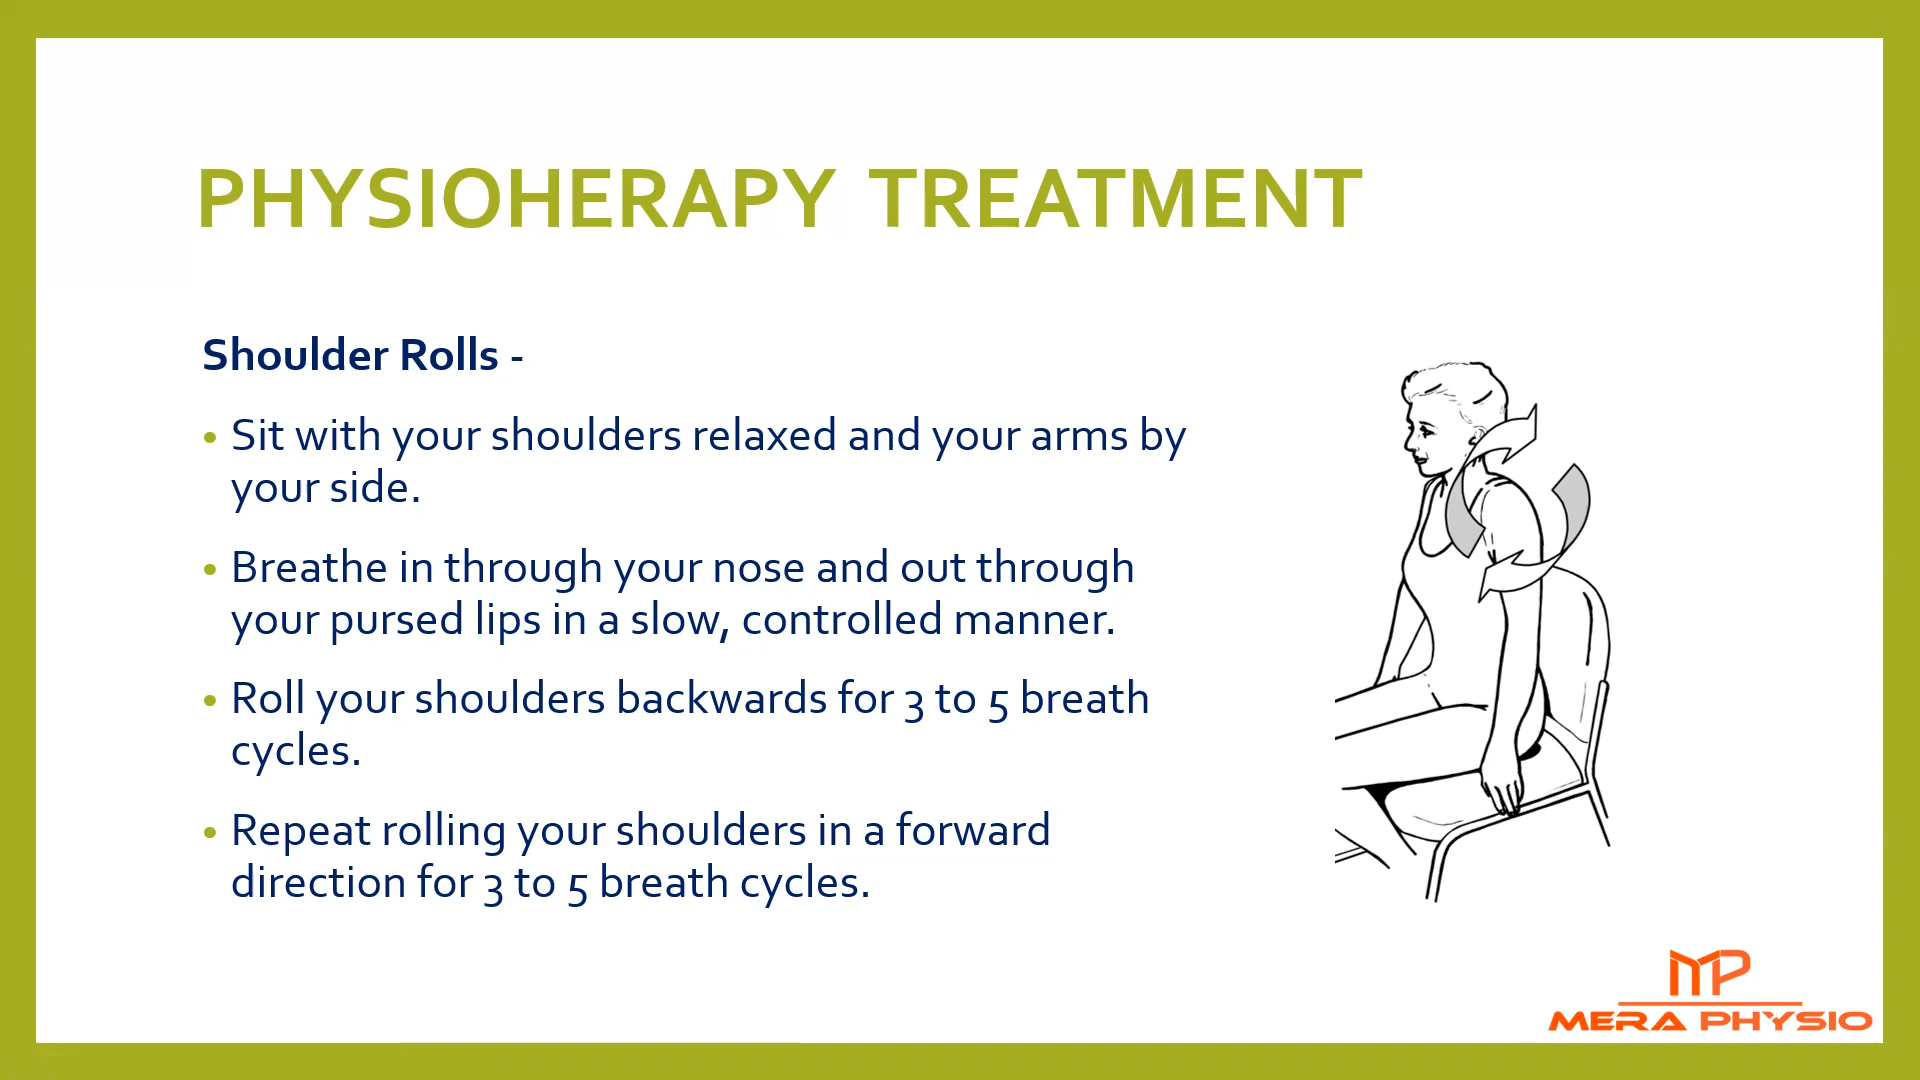 PHYSIOHERAPY TREATMENT
Shoulder Rolls -
• Sit with your shoulders relaxed and your arms by
your side.
• Breathe in through your nose and out through
your pursed lips in a slow, controlled manner.
• Roll your shoulders backwards for 3 to 5 breath
cycles.
• Repeat rolling your shoulders in a forward
direction for 3 to 5 breath cycles.
MP
MERA PHYSIO